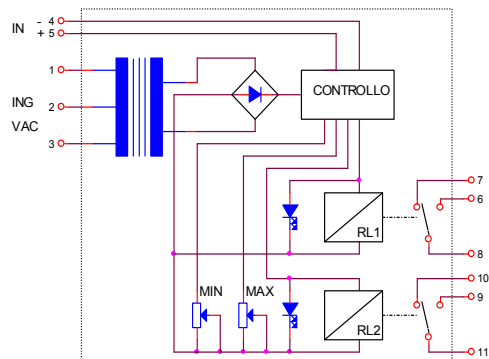 IN - 4
+ 5
1
ING 2
VAC
3
CONTROLLO
7
6
RL1
8
10
MIN MAX
9
RL2
11